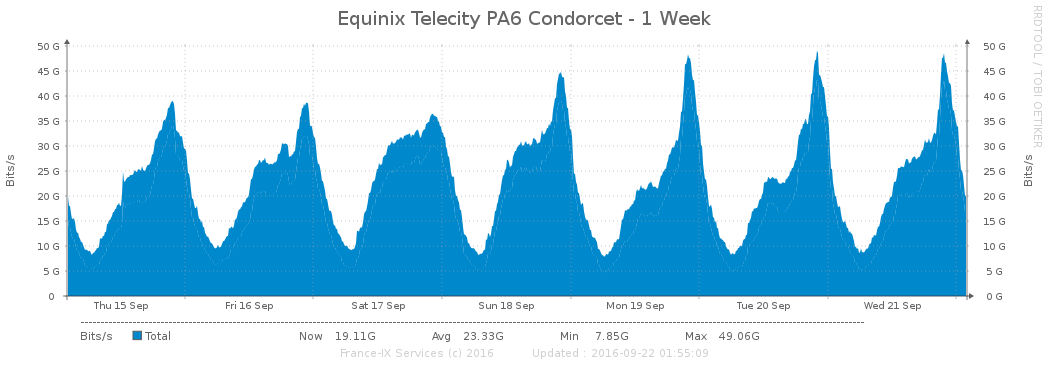 Equinix Telecity PA6 Condorcet - 1 Week
RRDTOOL / TOBI OETIKER
Bits/s
50 G 50 G
45 G 45 G
40 G 40 G
35 G 35 G
30 G 30 G
25 G 25 G
20 G 20 G
15 G 15 G
10 G 10 G
5 G 5 G
0 0 G
Bits/s
Thu 15 Sep Fri 16 Sep Sat 17 Sep Sun 18 Sep Mon 19 Sep Tue 20 Sep Wed 21 Sep
Bits/s Total Now 19.11G Avg 23.33G Min 7.85G Max 49.06G
France-IX Services (c) 2016 Updated : 2016-09-22 01:55:09